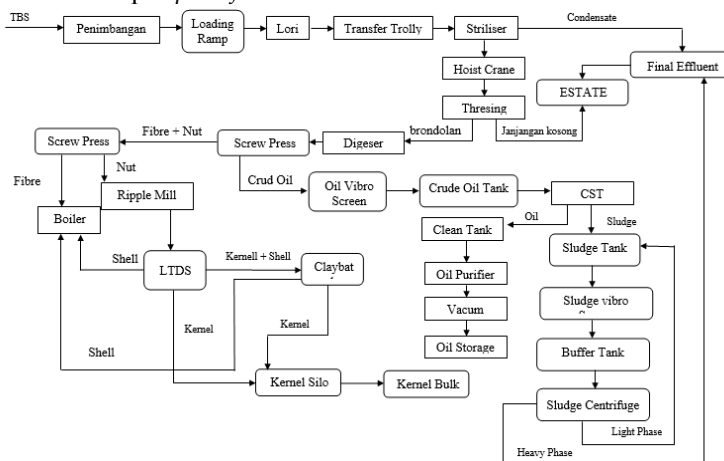 TBS
Penimbangan
Loading
Ramp
Lori
Transfer Trolly
Striliser
Condensate
Final Effluent
Hoist Crane
ESTATE
Thresing
brondolan
Janjangan kosong
Screw Press
Fibre + Nut
Screw Press
Digeser
Fibre
Nut
Ripple Mill
Crud Oil
Oil Vibro
Screen
Crude Oil Tank
CST
Boiler
Oil
Sludge
Clean Tank
Shell
LTDS
Kernell + Shell
Claybat
Sludge Tank
Oil Purifier
Sludge vibro
Vacum
Kernel
Kernel
Oil Storage
Buffer Tank
Shell
Kernel Silo
Kernel Bulk
Sludge Centrifuge
Light Phase
Heavy Phase